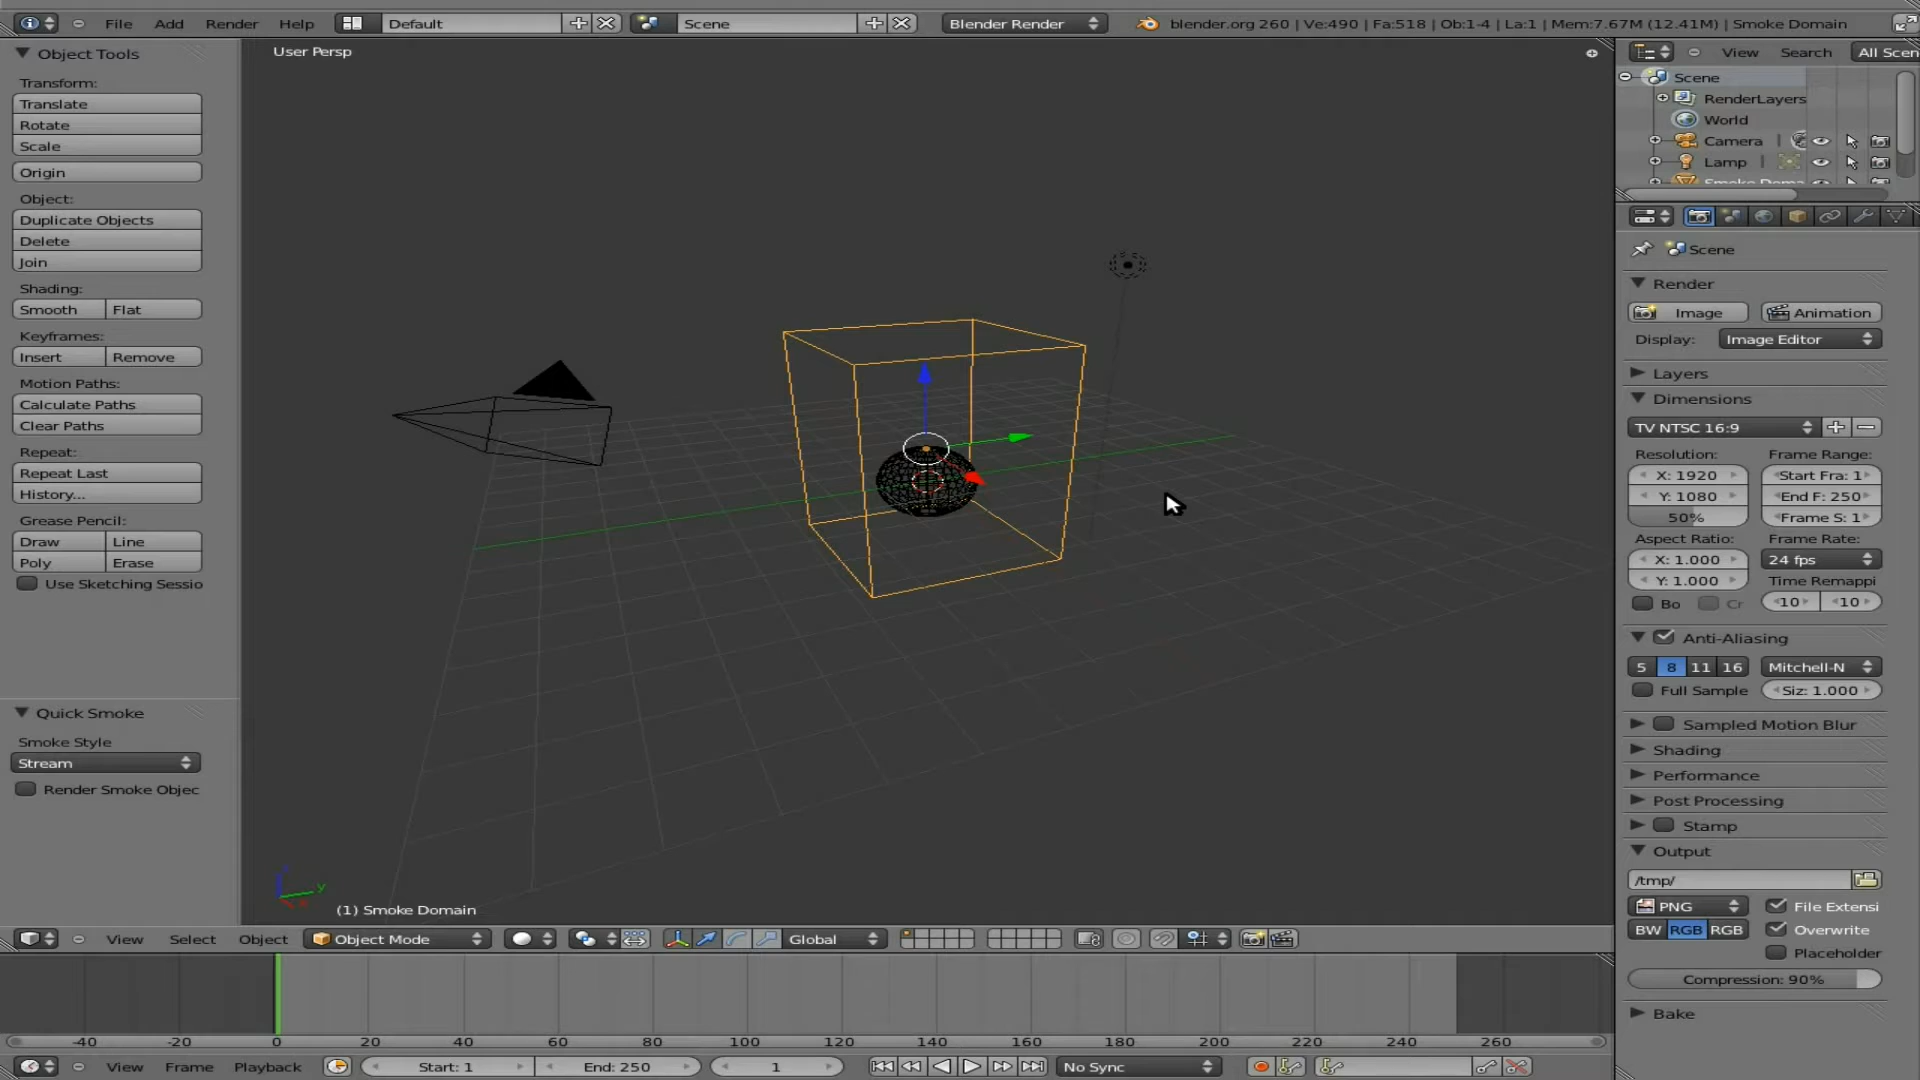 File Add Render Help Default Scene Blender Render blender.org 260 | Ve:490 | Fa:518 | Ob:1-4 | La:1 | Mem:7.67M (12.41M) | Smoke Domain
Object Tools
Transform:
Translate
Rotate
Scale
Origin
Object:
Duplicate Objects
Delete
Join
Shading:
Smooth Flat
Keyframes:
Insert Remove
Motion Paths:
Calculate Paths
Clear Paths
Repeat:
Repeat Last
History...
Grease Pencil:
Draw Line
Poly Erase
Use Sketching Sessio
Quick Smoke
Smoke Style
Stream
Render Smoke Objec
User Persp
y
(1) Smoke Domain
View Search All Scen
Scene
RenderLayers
World
Camera |
Lamp |
Smoke Doma
Scene
Render
Image Animation
Display: Image Editor
Layers
Dimensions
TV NTSC 16:9
Resolution: Frame Range:
X: 1920 Start Fra: 1
Y: 1080 End F: 250
50% Frame S: 1
Aspect Ratio: Frame Rate:
X: 1.000 24 fps
Y: 1.000 Time Remappi
Bo Cr 10 10
Anti-Aliasing
5 8 11 16 Mitchell-N
Full Sample Siz: 1.000
Sampled Motion Blur
Shading
Performance
Post Processing
Stamp
Output
/tmp/
PNG File Extensi
BW RGB RGB Overwrite
Placeholder
Compression: 90%
Bake
View Select Object Object Mode Global
-40 -20 0 20 40 60 80 100 120 140 160 180 200 220 240 260
View Frame Playback Start: 1 End: 250 1 No Sync